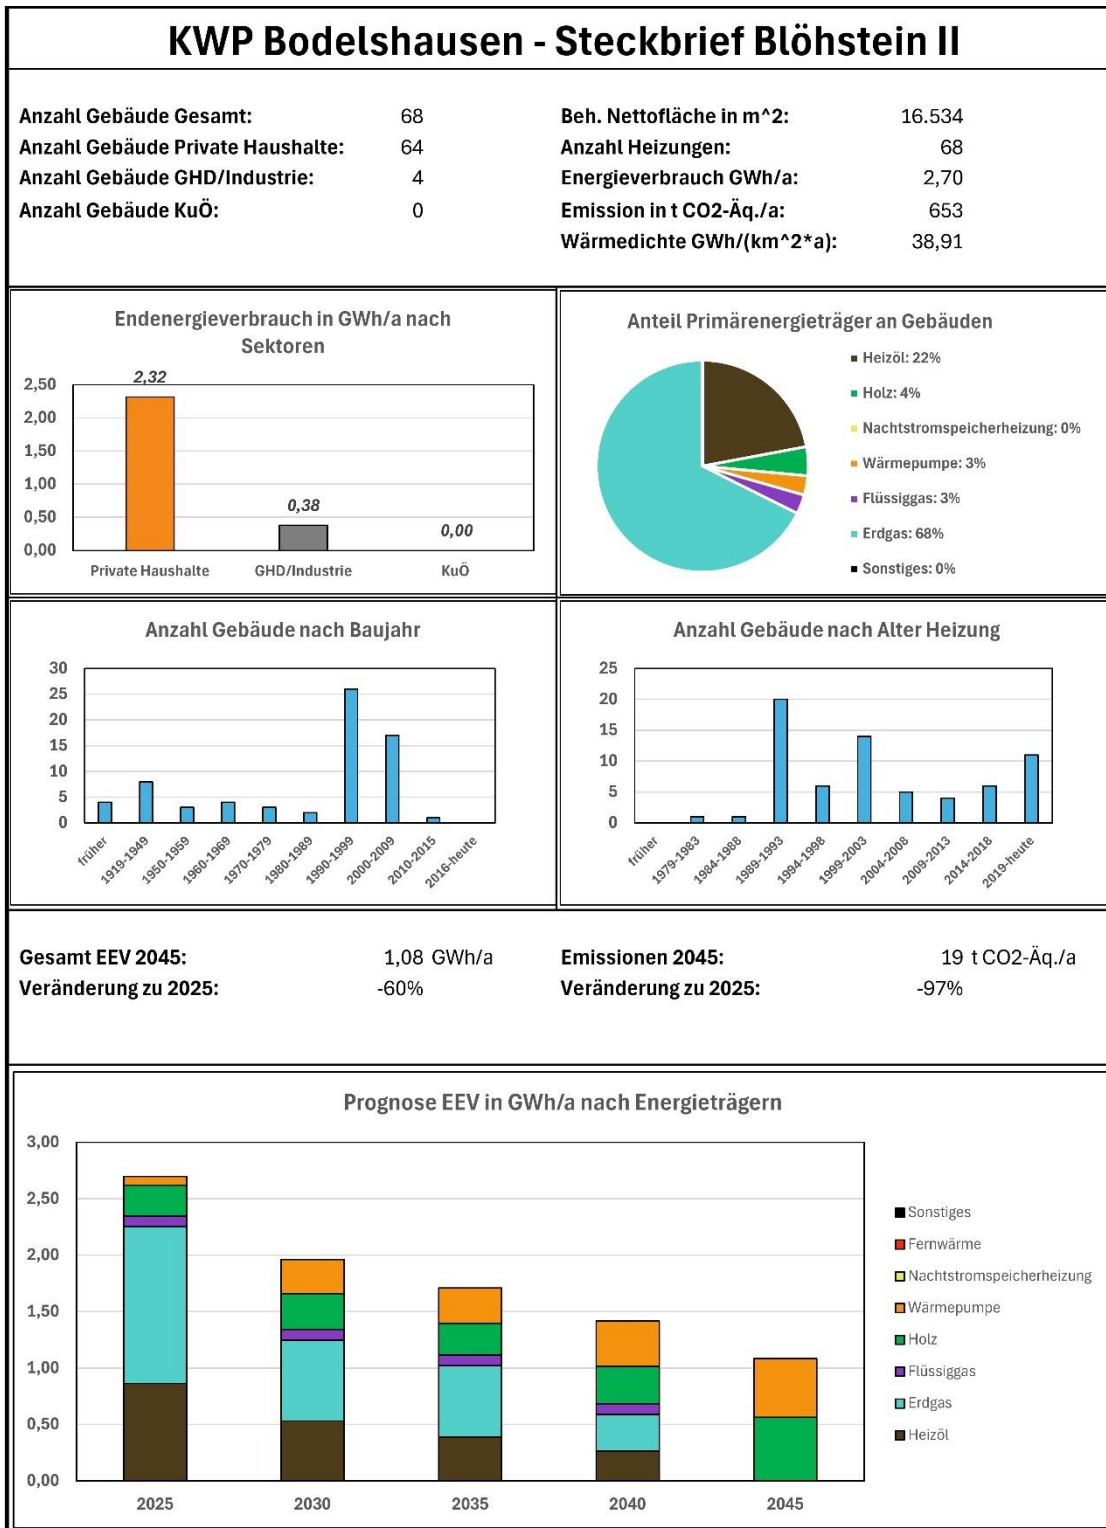 KWP Bodelshausen - Steckbrief Blöhstein II
Anzahl Gebäude Gesamt: 68
Anzahl Gebäude Private Haushalte: 64
Anzahl Gebäude GHD/Industrie: 4
Anzahl Gebäude KuÖ: 0
Beh. Nettofläche in m^2: 16.534
Anzahl Heizungen: 68
Energieverbrauch GWh/a: 2,70
Emission in t CO2-Äq./a: 653
Wärmedichte GWh/(km^2*a): 38,91
Endenergieverbrauch in GWh/a nach
Sektoren
2,50
2,00
1,50
1,00
0,50
0,00
2,32
0,38
0,00
Private Haushalte
GHD/Industrie
KuÖ
Anteil Primärenergieträger an Gebäuden
Heizöl: 22%
Holz: 4%
Nachtstromspeicherheizung: 0%
Wärmepumpe: 3%
Flüssiggas: 3%
Erdgas: 68%
Sonstiges: 0%
Anzahl Gebäude nach Baujahr
30
25
20
15
10
5
0
früher
1919-1949
1950-1959
1960-1969
1970-1979
1980-1989
1990-1999
2000-2009
2010-2015
2016-heute
Anzahl Gebäude nach Alter Heizung
25
20
15
10
5
0
früher
1979-1983
1984-1988
1989-1993
1994-1998
1999-2003
2004-2008
2009-2013
2014-2018
2019-heute
Gesamt EEV 2045: 1,08 GWh/a
Veränderung zu 2025: -60%
Emissionen 2045: 19 t CO2-Äq./a
Veränderung zu 2025: -97%
Prognose EEV in GWh/a nach Energieträgern
3,00
2,50
2,00
1,50
1,00
0,50
0,00
2025
2030
2035
2040
2045
Sonstiges
Fernwärme
Nachtstromspeicherheizung
Wärmepumpe
Holz
Flüssiggas
Erdgas
Heizöl